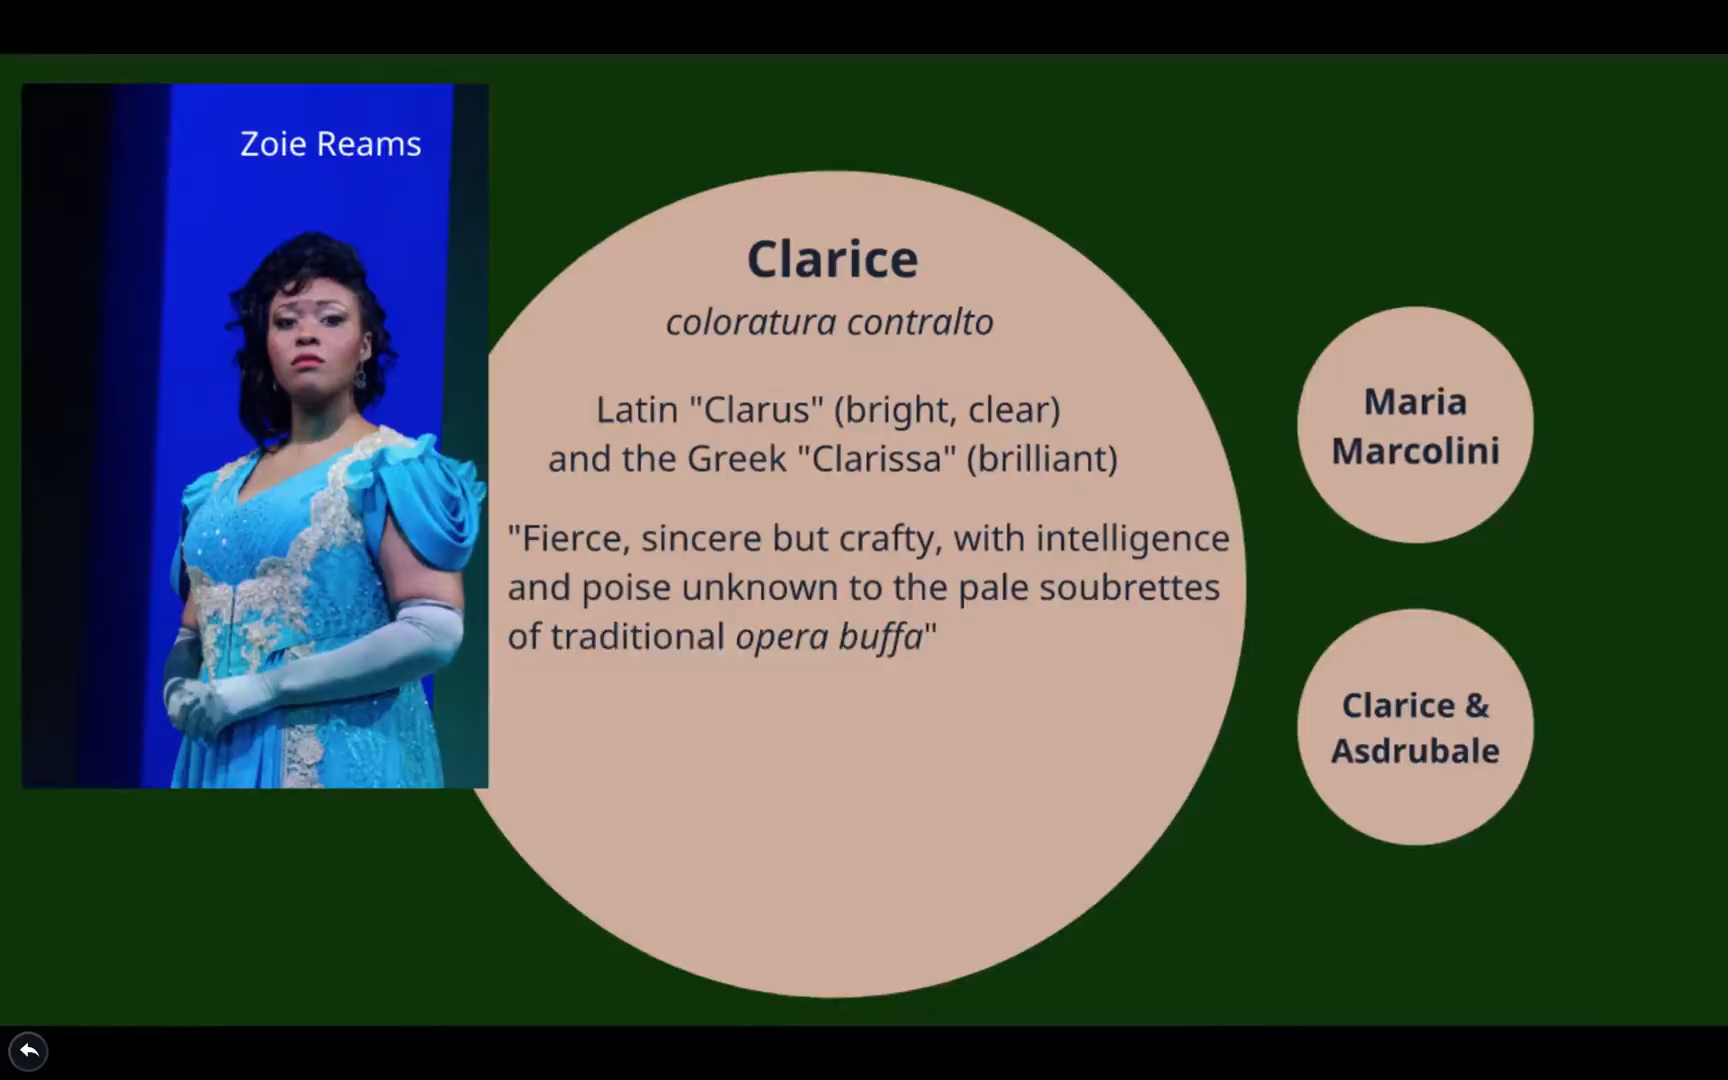 Zoie Reams
Clarice
coloratura contralto
Latin "Clarus" (bright, clear)
and the Greek "Clarissa" (brilliant)
"Fierce, sincere but crafty, with intelligence
and poise unknown to the pale soubrettes
of traditional opera buffa"
Maria
Marcolini
Clarice &
Asdrubale